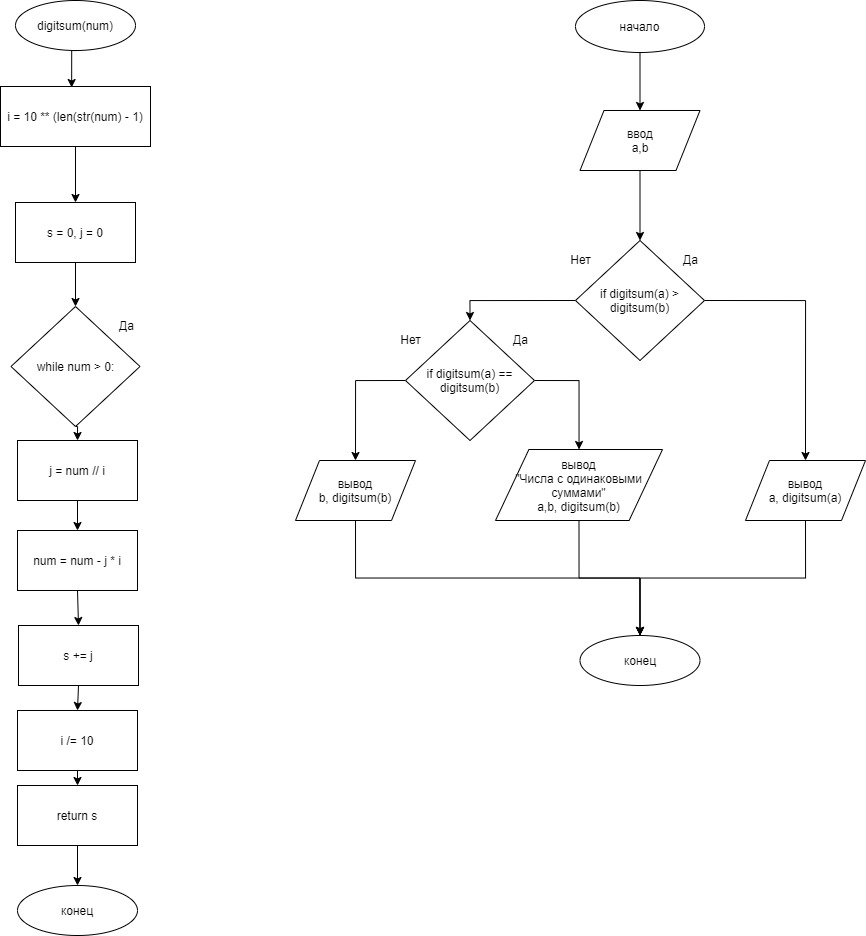 digitsum(num)
i = 10 ** (len(str(num) - 1)
s = 0, j = 0
Да
while num > 0:
j = num // i
num = num - j * i
s += j
i /= 10
return s
конец
начало
ввод
a,b
Нет
Да
if digitsum(a) >
digitsum(b)
Нет
Да
if digitsum(a) ==
digitsum(b)
вывод
b, digitsum(b)
вывод
"Числа с одинаковыми
суммами"
a,b, digitsum(b)
вывод
a, digitsum(a)
конец